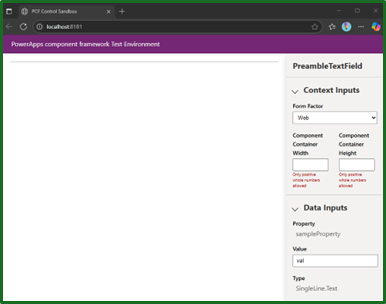 PCF Control Sandbox
localhost:8181
PowerApps component framework Test Environment
PreambleTextField
Context Inputs
Form Factor
Web
Component Container Width
Component Container Height
Only positive whole numbers allowed
Only positive whole numbers allowed
Data Inputs
Property
sampleProperty
Value
val
Type
SingleLine.Text